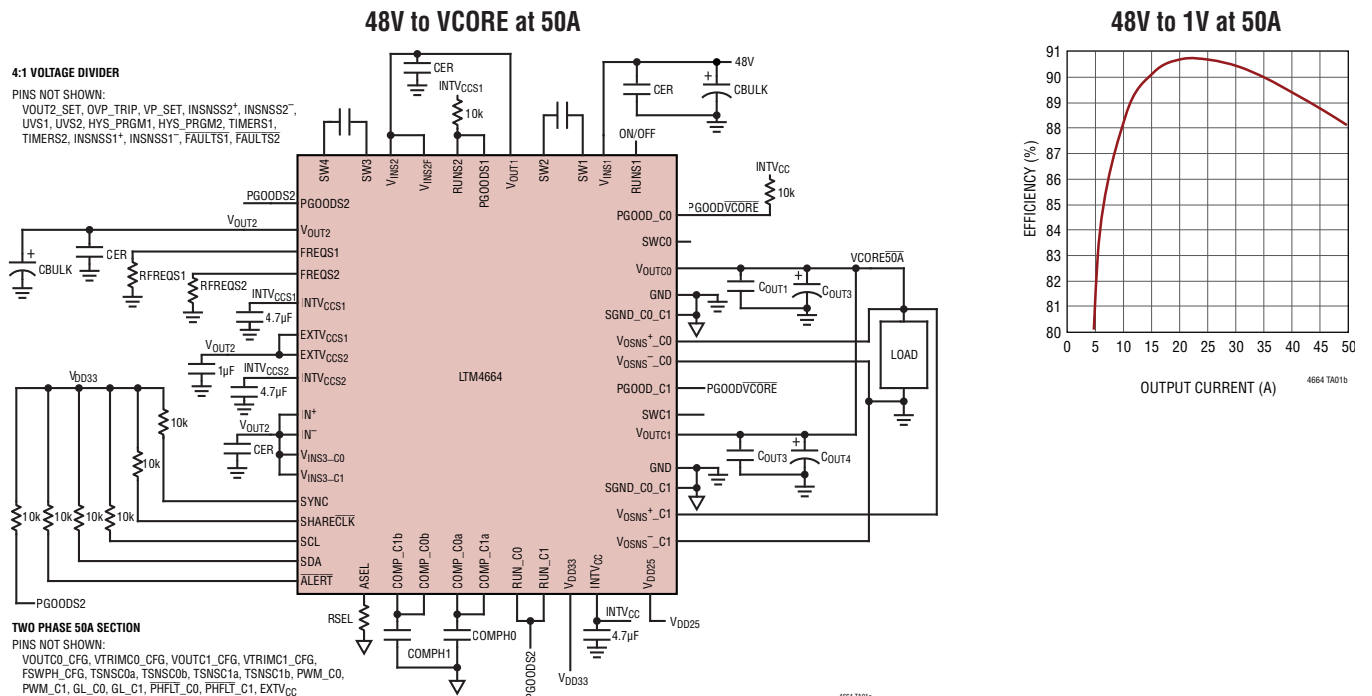 48V to VCORE at 50A
4:1 VOLTAGE DIVIDER
PINS NOT SHOWN:
VOUT2_SET, OVP_TRIP, VP_SET, INSNSS2+, INSNSS2–,
UVS1, UVS2, HYS_PRGM1, HYS_PRGM2, TIMERS1,
TIMERS2, INSNSS1+, INSNSS1–, FAULTS1, FAULTS2
CER
INTVCCS1
10k
CER
+
CBULK
48V
ON/OFF
SW4
SW3
VINS2
VINS2F
RUNS2
PGOODS1
VOUT1
SW2
SW1
VINS1
RUNS1
PGOODS2
PGOODS2
VOUT2
VOUT2
+
CBULK
CER
FREQS1
RFREQS1
FREQS2
RFREQS2
INTVCCS1
INTVCCS1
4.7µF
EXTVCCS1
VOUT2
EXTVCCS2
1µF
INTVCCS2
INTVCCS2
4.7µF
VDD33
10k
10k
IN+
VOUT2
IN–
CER
VINS3–C0
VINS3–C1
SYNC
SHARECLK
10k
10k
10k
10k
SCL
SDA
ALERT
PGOODS2
LTM4664
INTVCC
10k
PGOODVCORE
PGOOD_C0
SWC0
VOUTC0
VCORE50A
COUT1
+
COUT3
GND
SGND_C0_C1
VOSNS+_C0
VOSNS–_C0
LOAD
PGOOD_C1
PGOODVCORE
SWC1
VOUTC1
COUT3
+
COUT4
GND
SGND_C0_C1
VOSNS+_C1
VOSNS–_C1
ASEL
COMP_C1b
COMP_C0b
COMP_C0a
COMP_C1a
RUN_C0
RUN_C1
VDD33
INTVCC
VDD25
RSEL
COMPH1
COMPH0
PGOODS2
VDD33
INTVCC
4.7µF
VDD25
TWO PHASE 50A SECTION
PINS NOT SHOWN:
VOUTC0_CFG, VTRIMC0_CFG, VOUTC1_CFG, VTRIMC1_CFG,
FSWPH_CFG, TSNSC0a, TSNSC0b, TSNSC1a, TSNSC1b, PWM_C0,
PWM_C1, GL_C0, GL_C1, PHFLT_C0, PHFLT_C1, EXTVCC
4664 TA01a
48V to 1V at 50A
EFFICIENCY (%)
91
90
89
88
87
86
85
84
83
82
81
80
0 5 10 15 20 25 30 35 40 45 50
OUTPUT CURRENT (A)
4664 TA01b